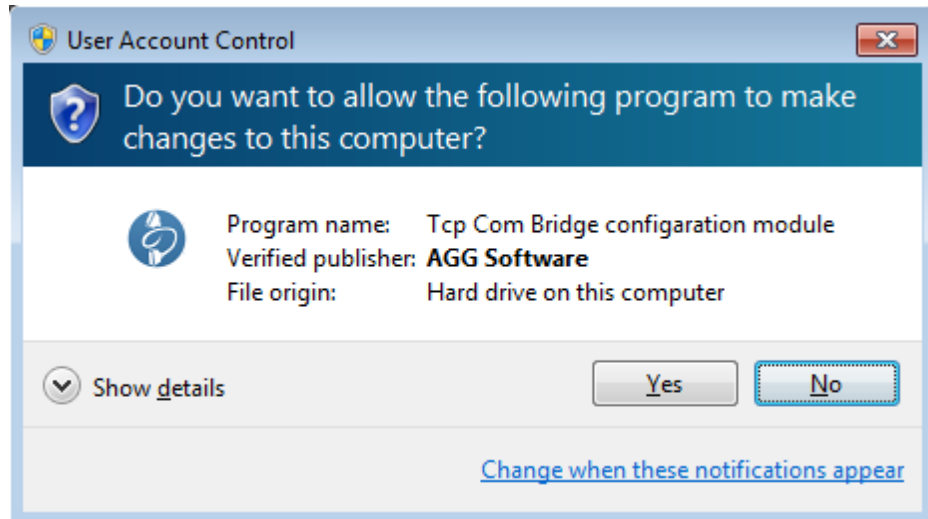 User Account Control
Do you want to allow the following program to make
changes to this computer?
Program name: Tcp Com Bridge configaration module
Verified publisher: AGG Software
File origin: Hard drive on this computer
Show details
Yes
No
Change when these notifications appear